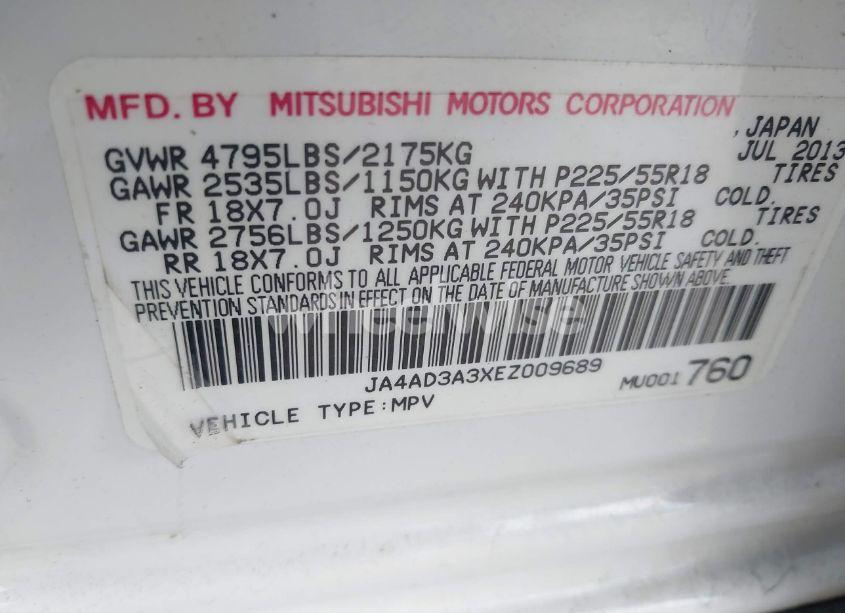 MFD. BY MITSUBISHI MOTORS CORPORATION
, JAPAN
GVWR 4795LBS/2175KG JUL 2013
GAWR 2535LBS/1150KG WITH P225/55R18 TIRES
FR 18X7.0J RIMS AT 240KPA/35PSI COLD.
GAWR 2756LBS/1250KG WITH P225/55R18 TIRES
RR 18X7.0J RIMS AT 240KPA/35PSI COLD.
THIS VEHICLE CONFORMS TO ALL APPLICABLE FEDERAL MOTOR VEHICLE SAFETY AND THEFT
PREVENTION STANDARDS IN EFFECT ON THE DATE OF MANUFACTURE SHOWN ABOVE.
JA4AD3A3XEZ009689
MU001 760
VEHICLE TYPE:MPV